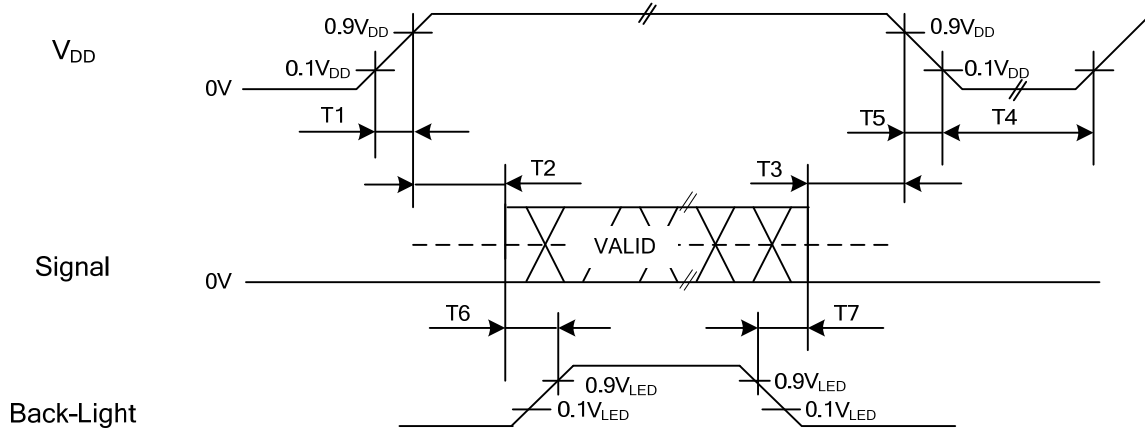 0.9VDD
0.9VDD
VDD
0.1VDD
0.1VDD
0V
T1
T5
T4
T2
T3
VALID
Signal
0V
T6
T7
0.9VLED
0.9VLED
Back-Light
0.1VLED
0.1VLED